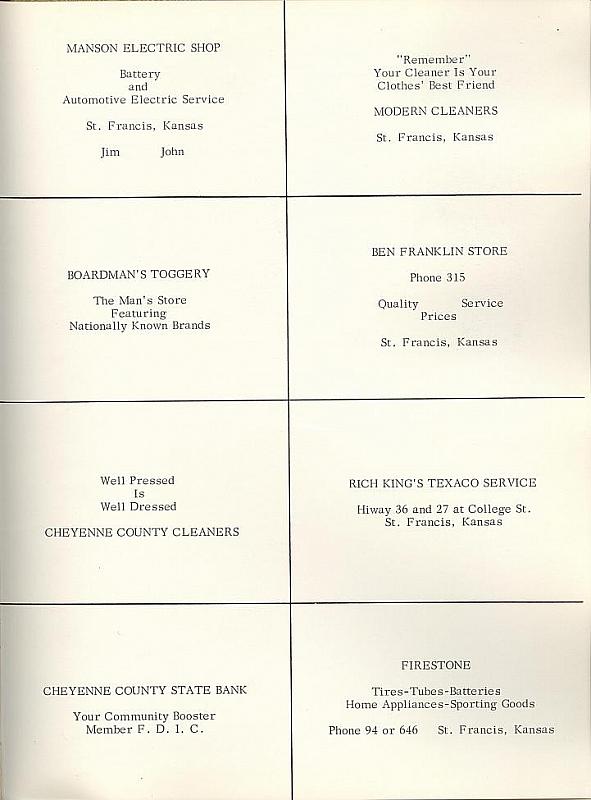 MANSON ELECTRIC SHOP
Battery
and
Automotive Electric Service
St. Francis, Kansas
Jim John
"Remember"
Your Cleaner Is Your
Clothes' Best Friend
MODERN CLEANERS
St. Francis, Kansas
BOARDMAN'S TOGGERY
The Man's Store
Featuring
Nationally Known Brands
BEN FRANKLIN STORE
Phone 315
Quality Service
Prices
St. Francis, Kansas
Well Pressed
Is
Well Dressed
CHEYENNE COUNTY CLEANERS
RICH KING'S TEXACO SERVICE
Hiway 36 and 27 at College St.
St. Francis, Kansas
CHEYENNE COUNTY STATE BANK
Your Community Booster
Member F. D. I. C.
FIRESTONE
Tires-Tubes-Batteries
Home Appliances-Sporting Goods
Phone 94 or 646 St. Francis, Kansas